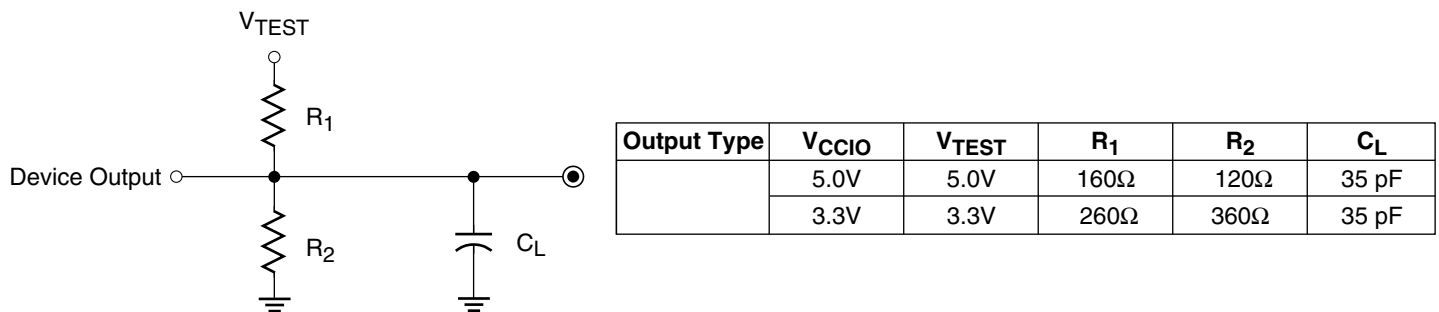 VTEST
R1
Device Output
R2
CL
Output Type VCCIO VTEST R1 R2 CL
5.0V 5.0V 160Ω 120Ω 35 pF
3.3V 3.3V 260Ω 360Ω 35 pF